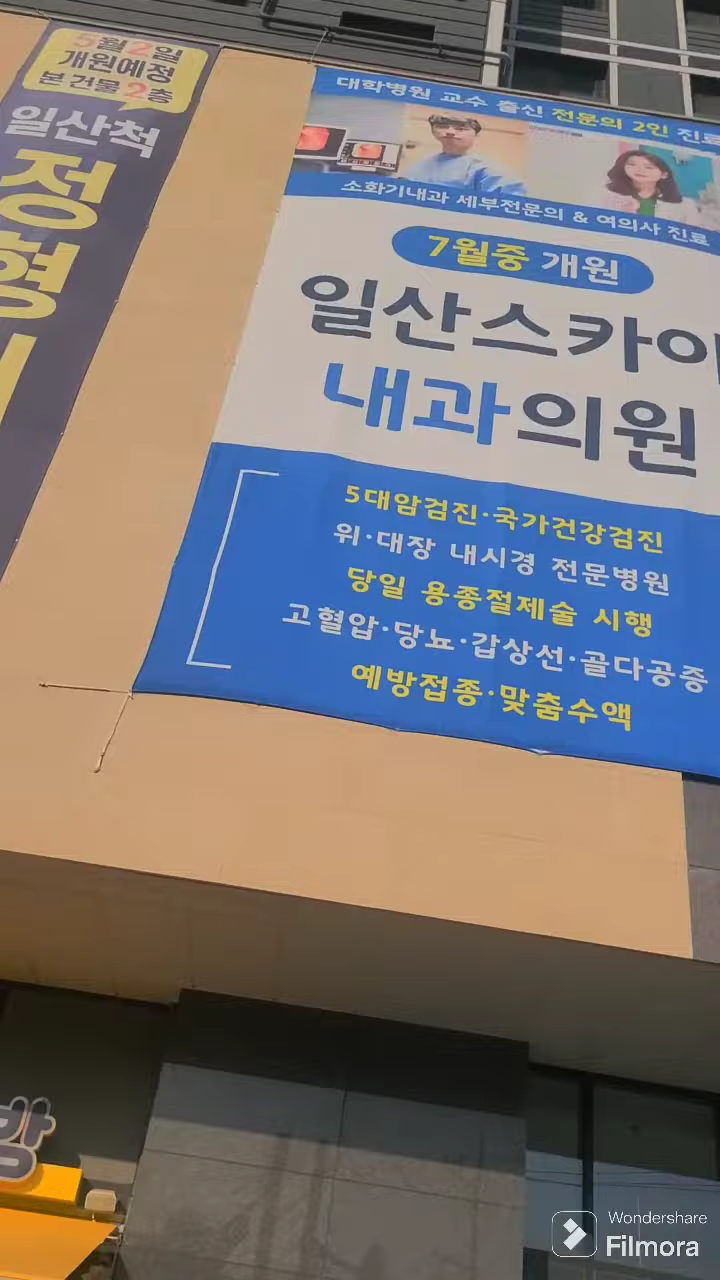 5월2일
개원예정
본 건물 2층
일산척
정
형
대학병원 교수 출신 전문의 2인 진료
소화기내과 세부전문의 & 여의사 진료
7월중 개원
일산스카이
내과의원
5대암검진·국가건강검진
위·대장 내시경 전문병원
당일 용종절제술 시행
고혈압·당뇨·갑상선·골다공증
예방접종·맞춤수액
강
Wondershare
Filmora